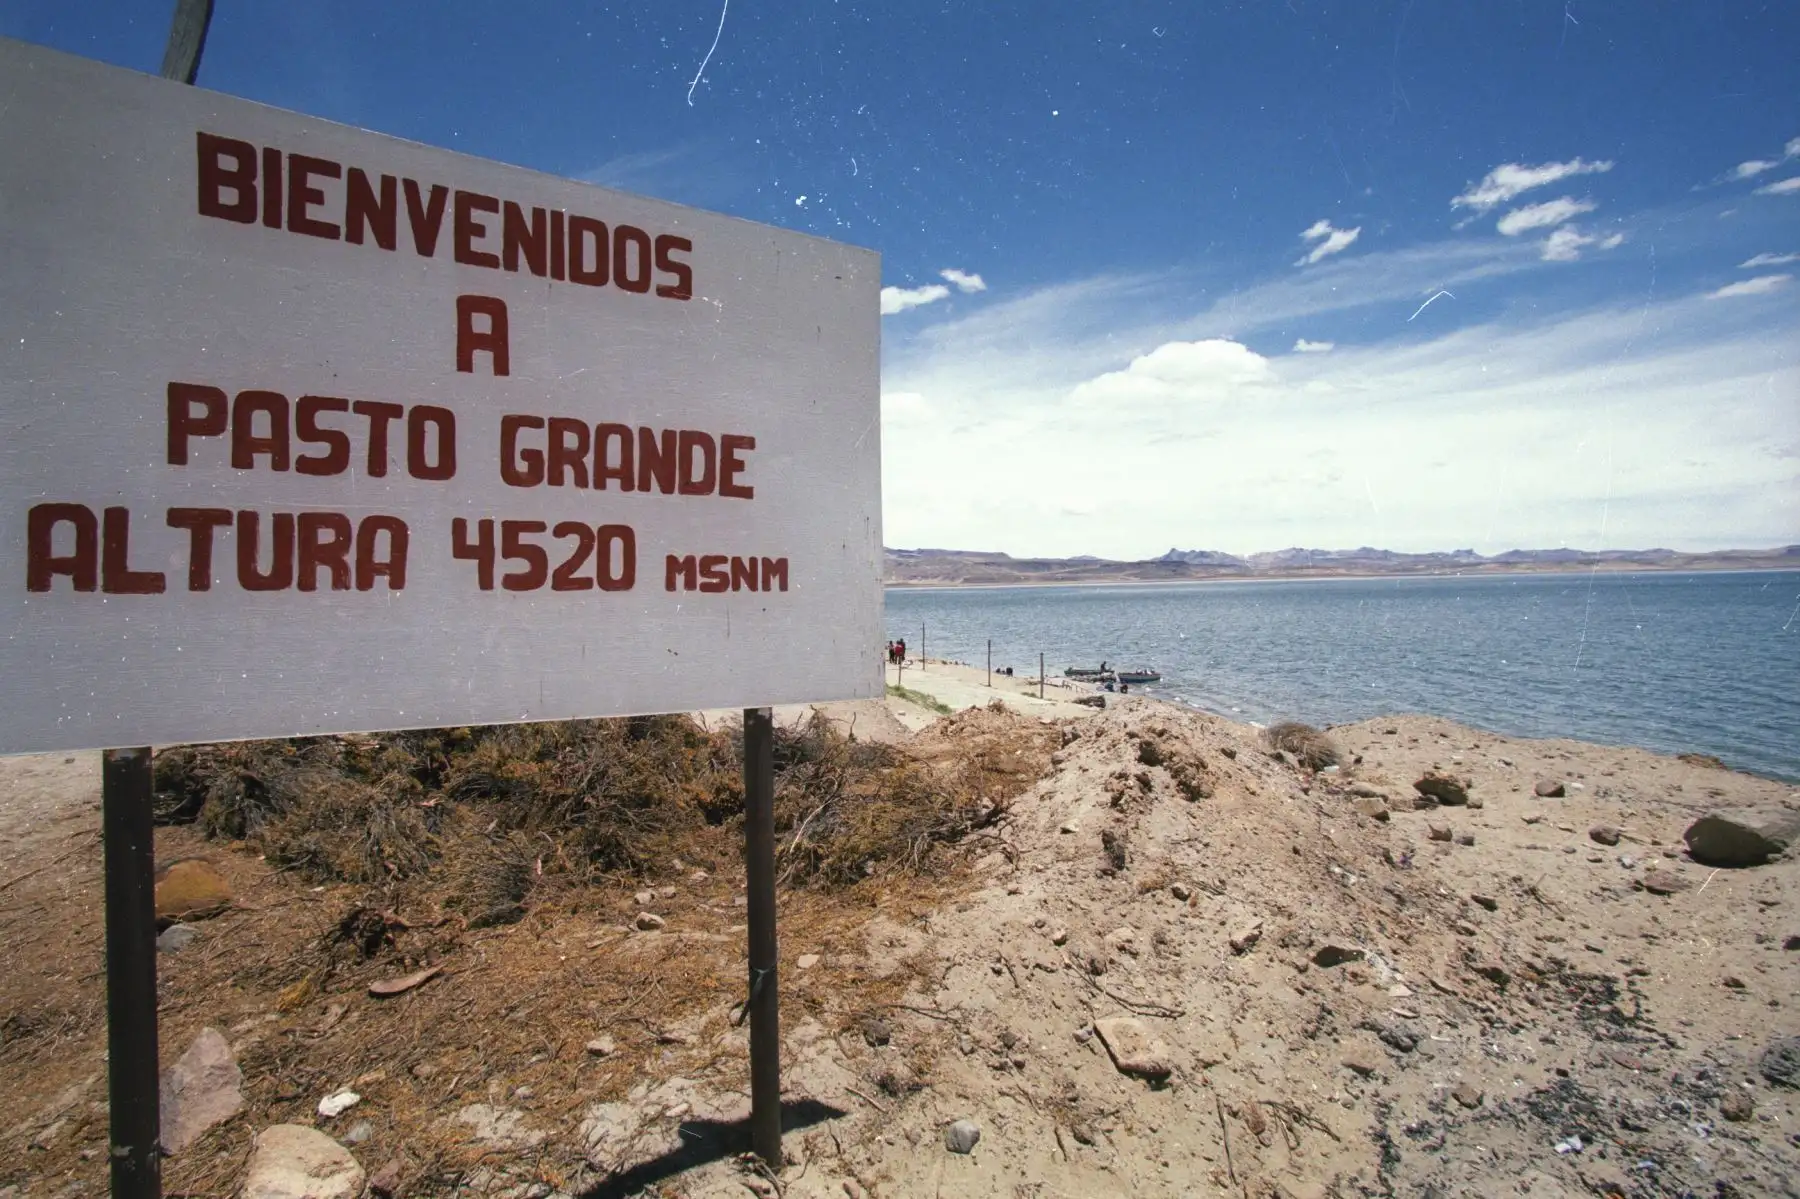 BIENVENIDOS
A
PASTO GRANDE
ALTURA 4520 MSNM